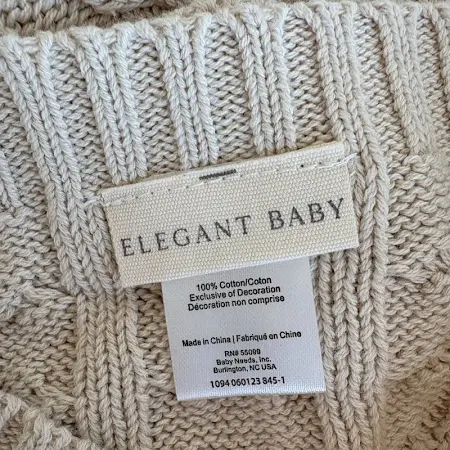 ELEGANT BABY
100% Cotton/Coton
Exclusive of Decoration
Décoration non comprise
Made in China | Fabriqué en Chine
RN# 55099
Baby Needs, Inc.
Burlington, NC USA
1094 060123 845-1